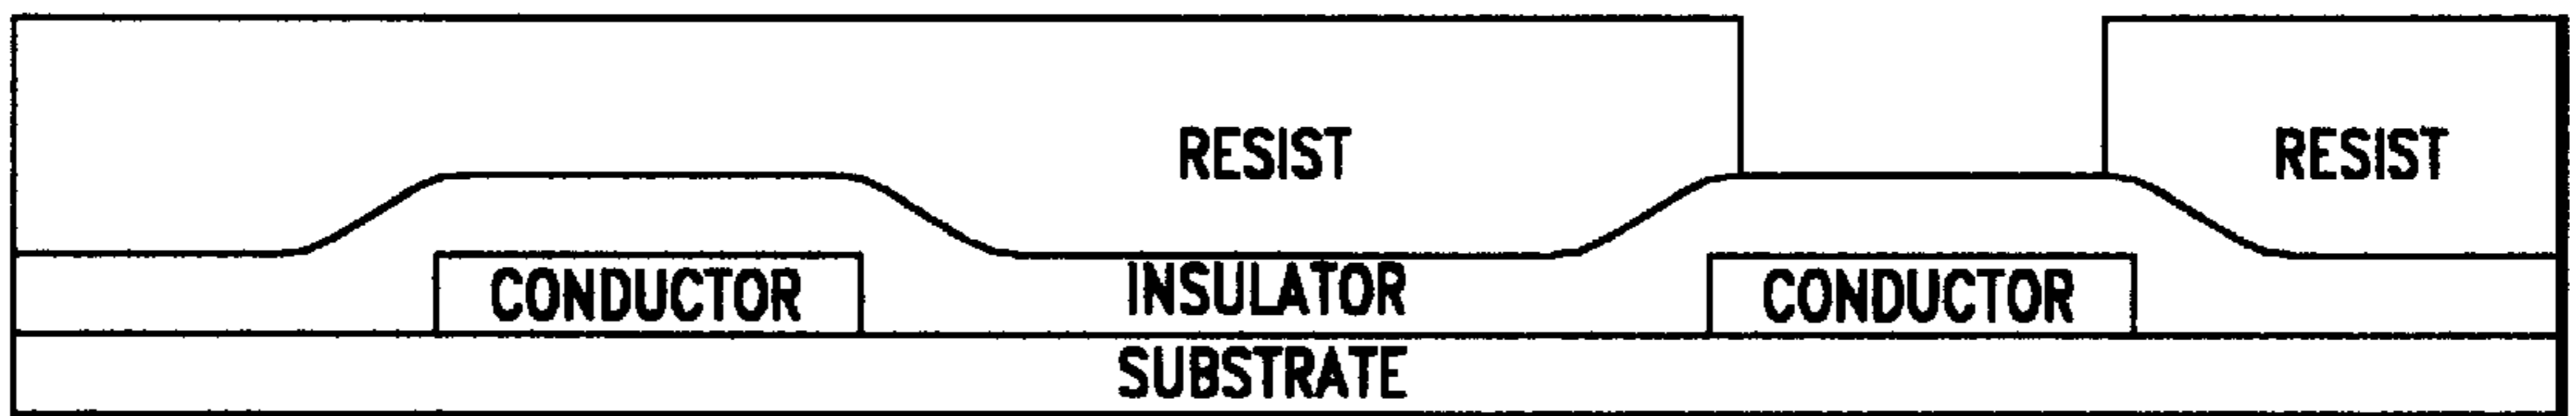 RESIST
RESIST
CONDUCTOR
INSULATOR
CONDUCTOR
SUBSTRATE